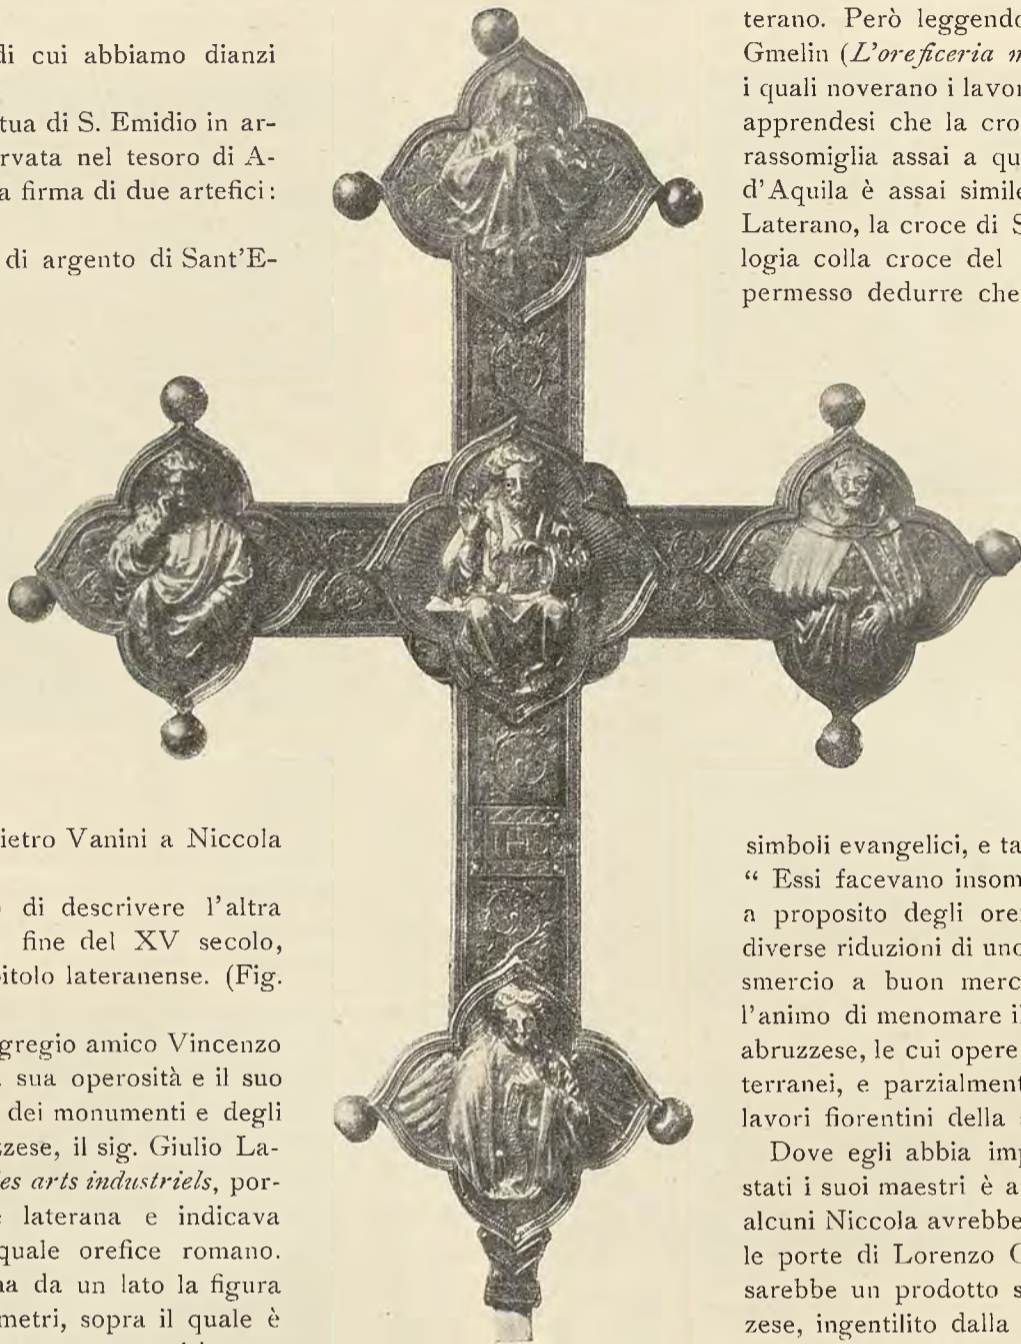 di cui abbiamo dianzi
tua di S. Emidio in ar-
rvata nel tesoro di A-
a firma di due artefici:
di argento di Sant'E-
ietro Vanini a Niccola
di descrivere l'altra
fine del XV secolo,
itolo lateranense. (Fig.
gregio amico Vincenzo
sua operosità e il suo
dei monumenti e degli
zzese, il sig. Giulio La-
es arts industriels, por-
e laterana e indicava
quale orefice romano.
na da un lato la figura
metri, sopra il quale è
terano. Però leggendo
Gmelin (L'oreficeria m
i quali noverano i lavor
apprendesi che la cro
rassomiglia assai a qu
d'Aquila è assai simile
Laterano, la croce di S
logia colla croce del
permesso dedurre che
simboli evangelici, e ta
“ Essi facevano insom
a proposito degli ore
diverse riduzioni di uno
smercio a buon merc
l'animo di menomare i
abruzzese, le cui opere
terranei, e parzialment
lavori fiorentini della
Dove egli abbia imp
stati i suoi maestri è a
alcuni Niccola avrebbe
le porte di Lorenzo G
sarebbe un prodotto s
zese, ingentilito dalla